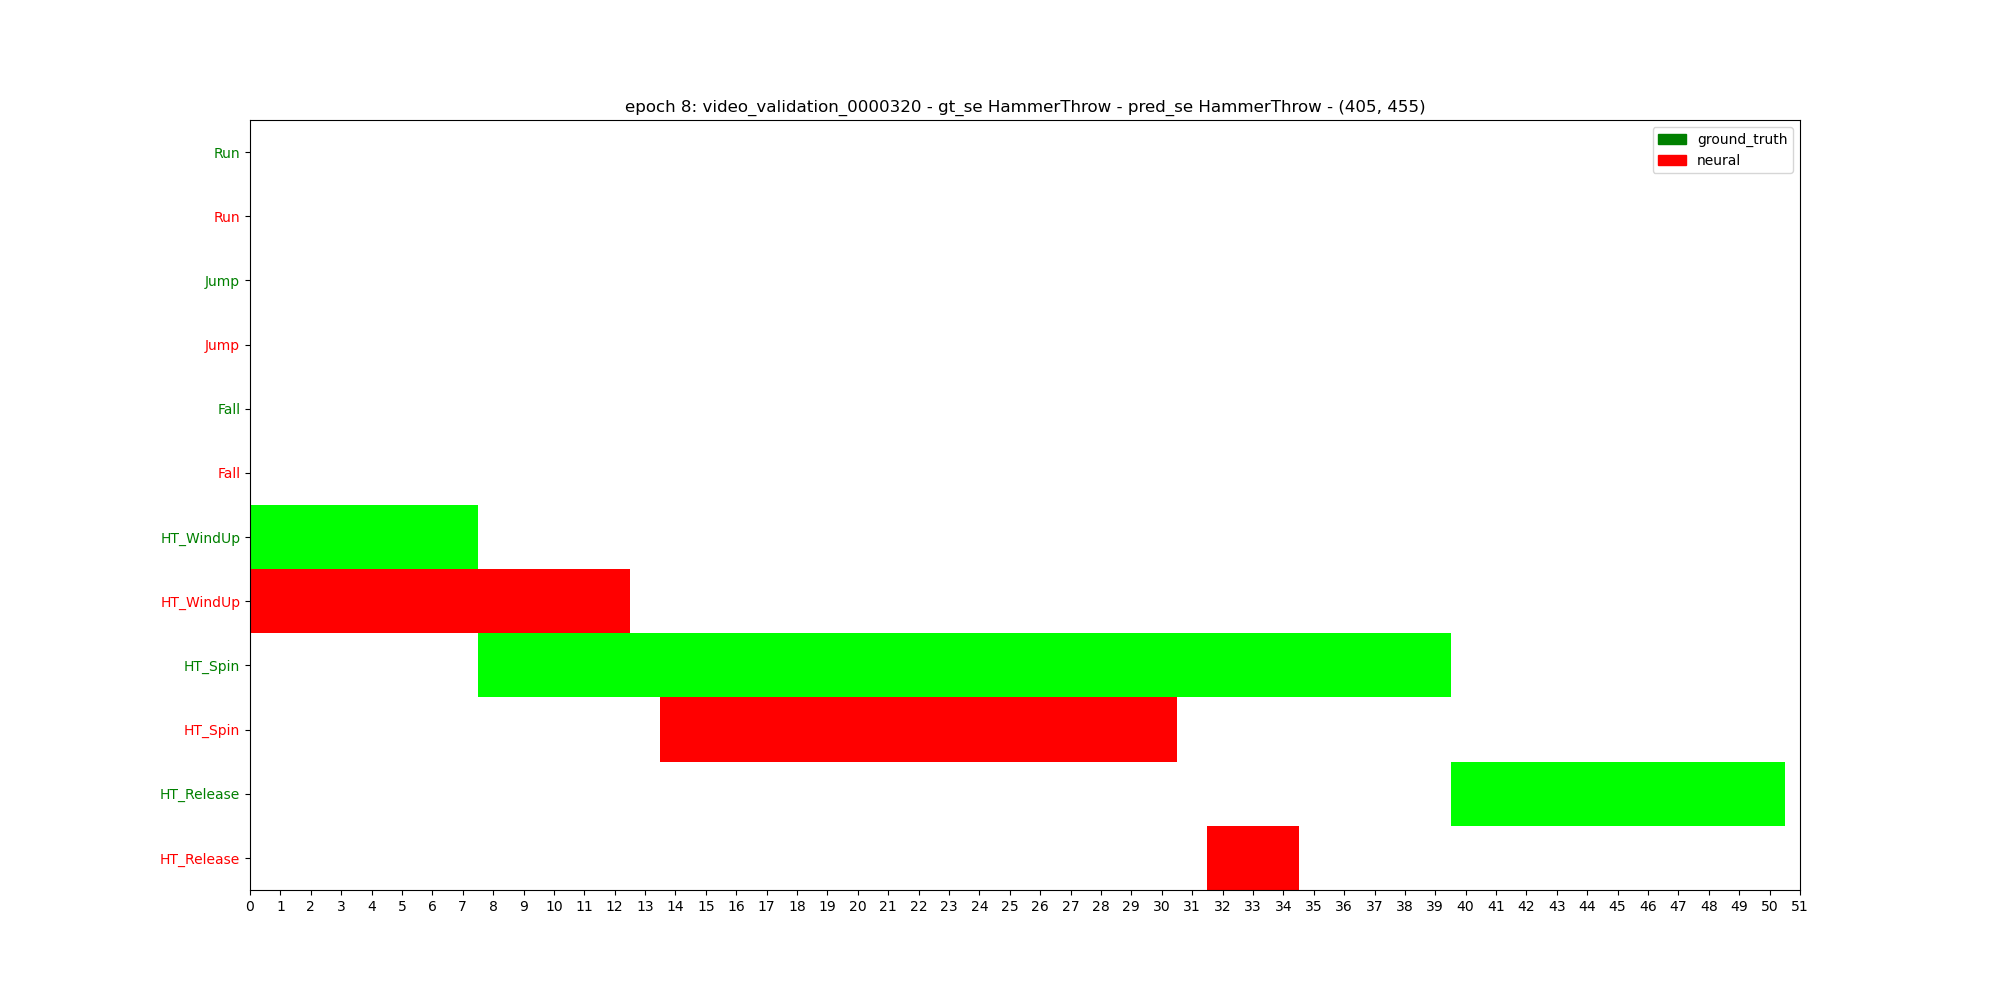 epoch 8: video_validation_0000320 - gt_se HammerThrow - pred_se HammerThrow - (405, 455)
ground_truth
neural
Run
Run
Jump
Jump
Fall
Fall
HT_WindUp
HT_WindUp
HT_Spin
HT_Spin
HT_Release
HT_Release
0 1 2 3 4 5 6 7 8 9 10 11 12 13 14 15 16 17 18 19 20 21 22 23 24 25 26 27 28 29 30 31 32 33 34 35 36 37 38 39 40 41 42 43 44 45 46 47 48 49 50 51